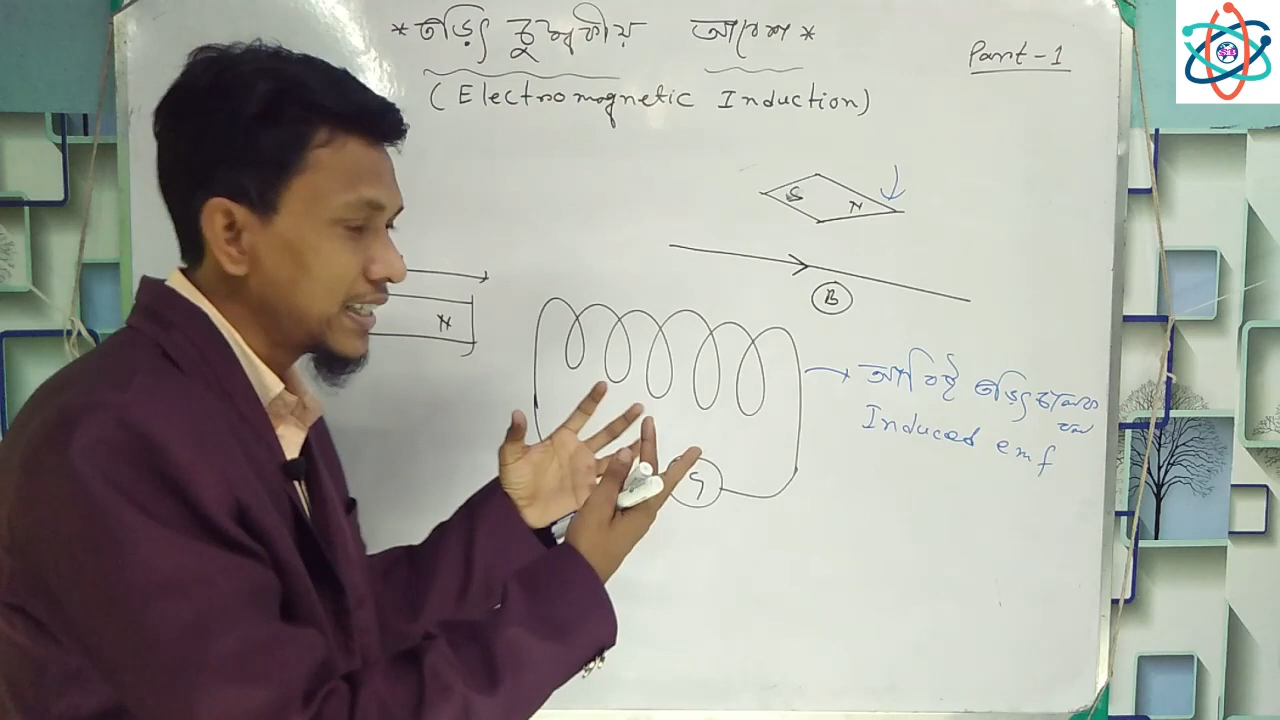 *তড়িৎ চুম্বকীয় আবেশ*
Part-1
(Electromagnetic Induction)
S N
B
N
আবিষ্ট তড়িৎচালক
বল
Induced emf
G